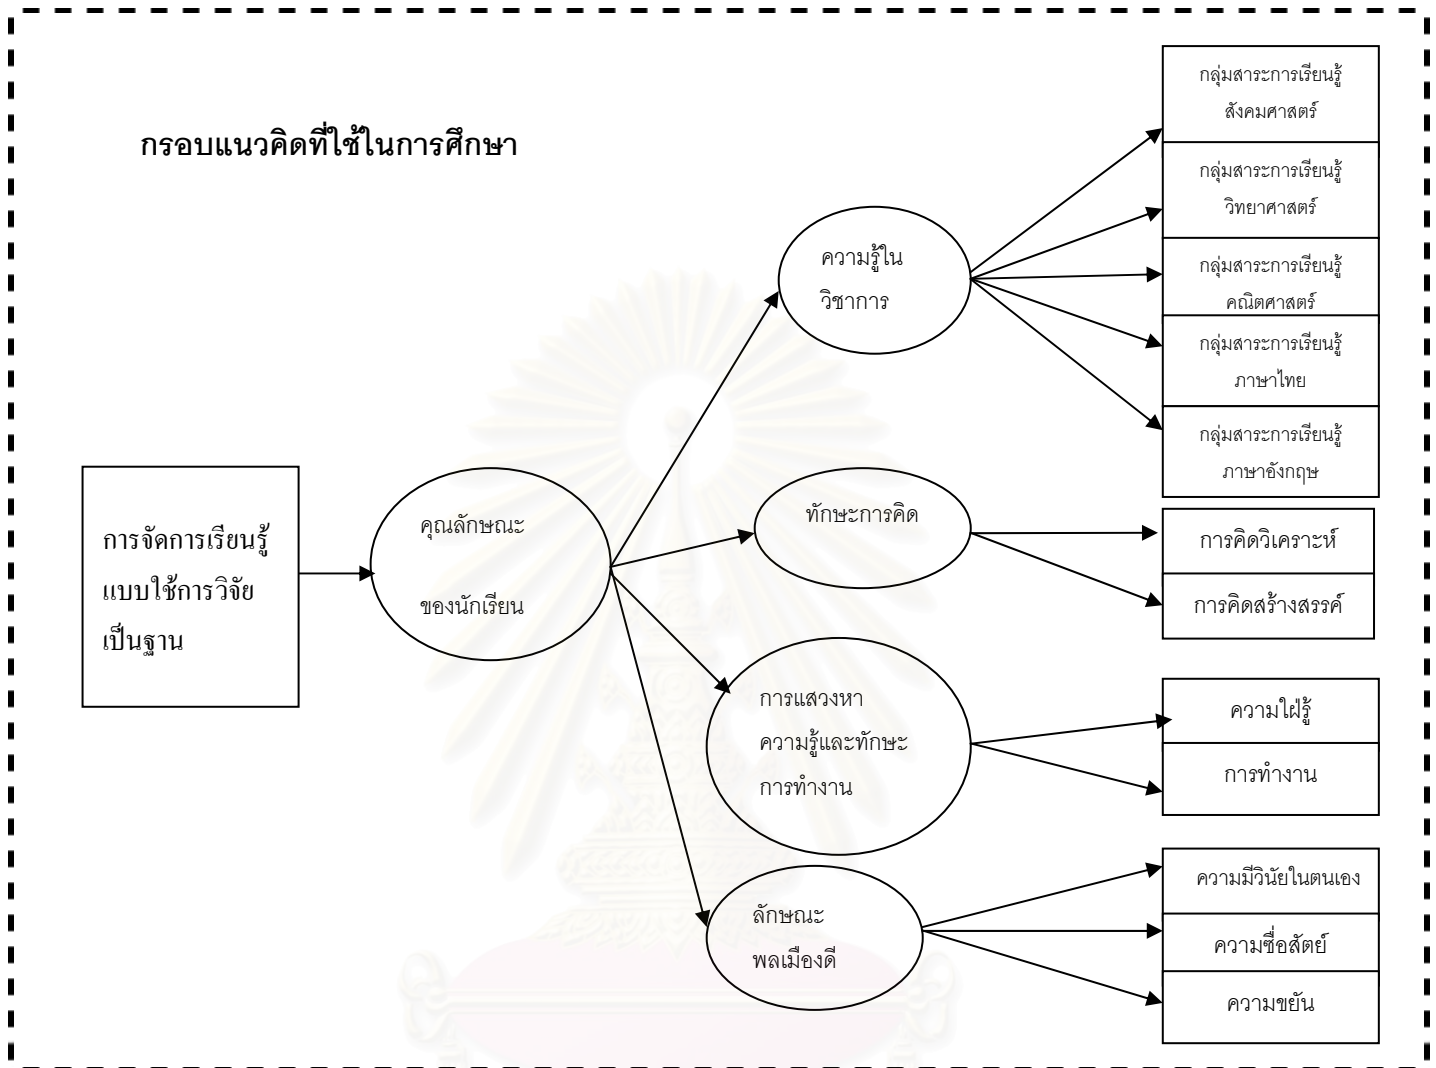 กรอบแนวคิดที่ใช้ในการศึกษา
การจัดการเรียนรู้
แบบใช้การวิจัย
เป็นฐาน
คุณลักษณะ
ของนักเรียน
ความรู้ใน
วิชาการ
กลุ่มสาระการเรียนรู้
สังคมศาสตร์
กลุ่มสาระการเรียนรู้
วิทยาศาสตร์
กลุ่มสาระการเรียนรู้
คณิตศาสตร์
กลุ่มสาระการเรียนรู้
ภาษาไทย
กลุ่มสาระการเรียนรู้
ภาษาอังกฤษ
ทักษะการคิด
การคิดวิเคราะห์
การคิดสร้างสรรค์
การแสวงหา
ความรู้และทักษะ
การทำงาน
ความใฝ่รู้
การทำงาน
ลักษณะ
พลเมืองดี
ความมีวินัยในตนเอง
ความซื่อสัตย์
ความขยัน